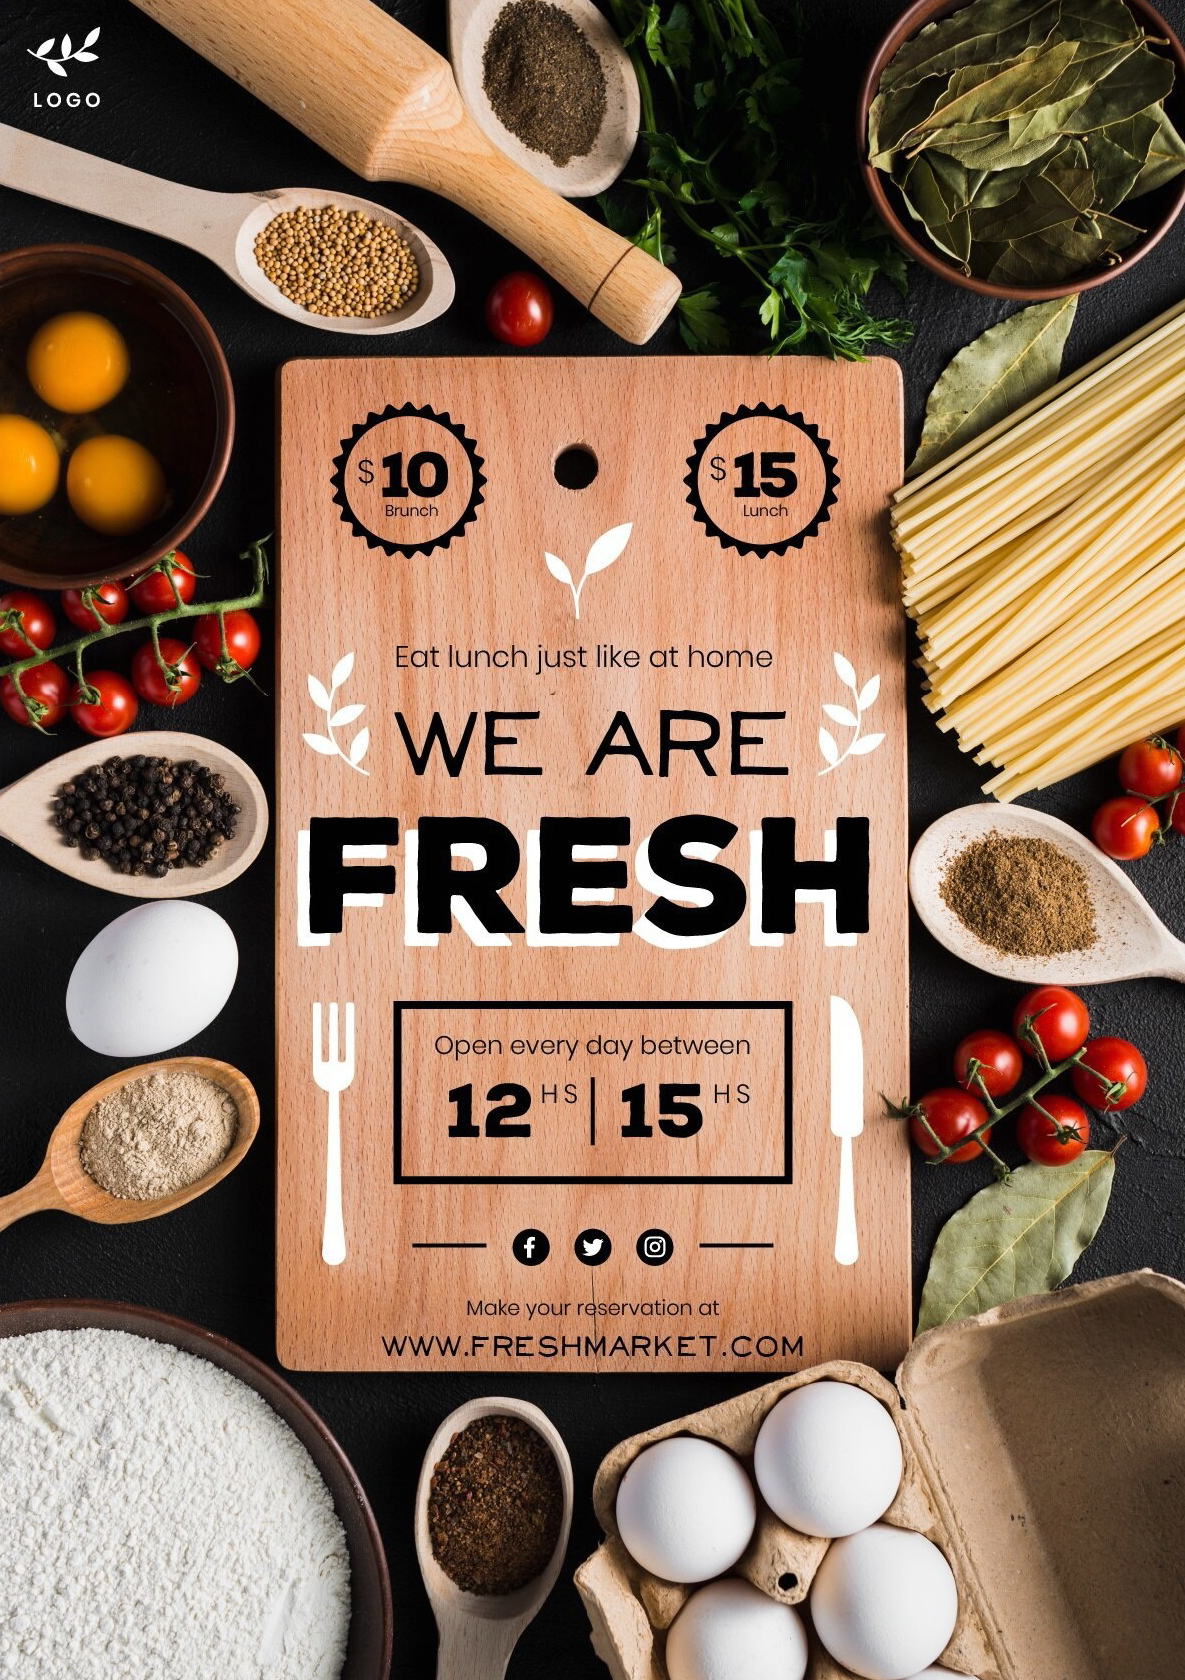 LOGO
$10
Brunch
$15
Lunch
Eat lunch just like at home
WE ARE
FRESH
Open every day between
12 HS | 15 HS
Make your reservation at
WWW.FRESHMARKET.COM